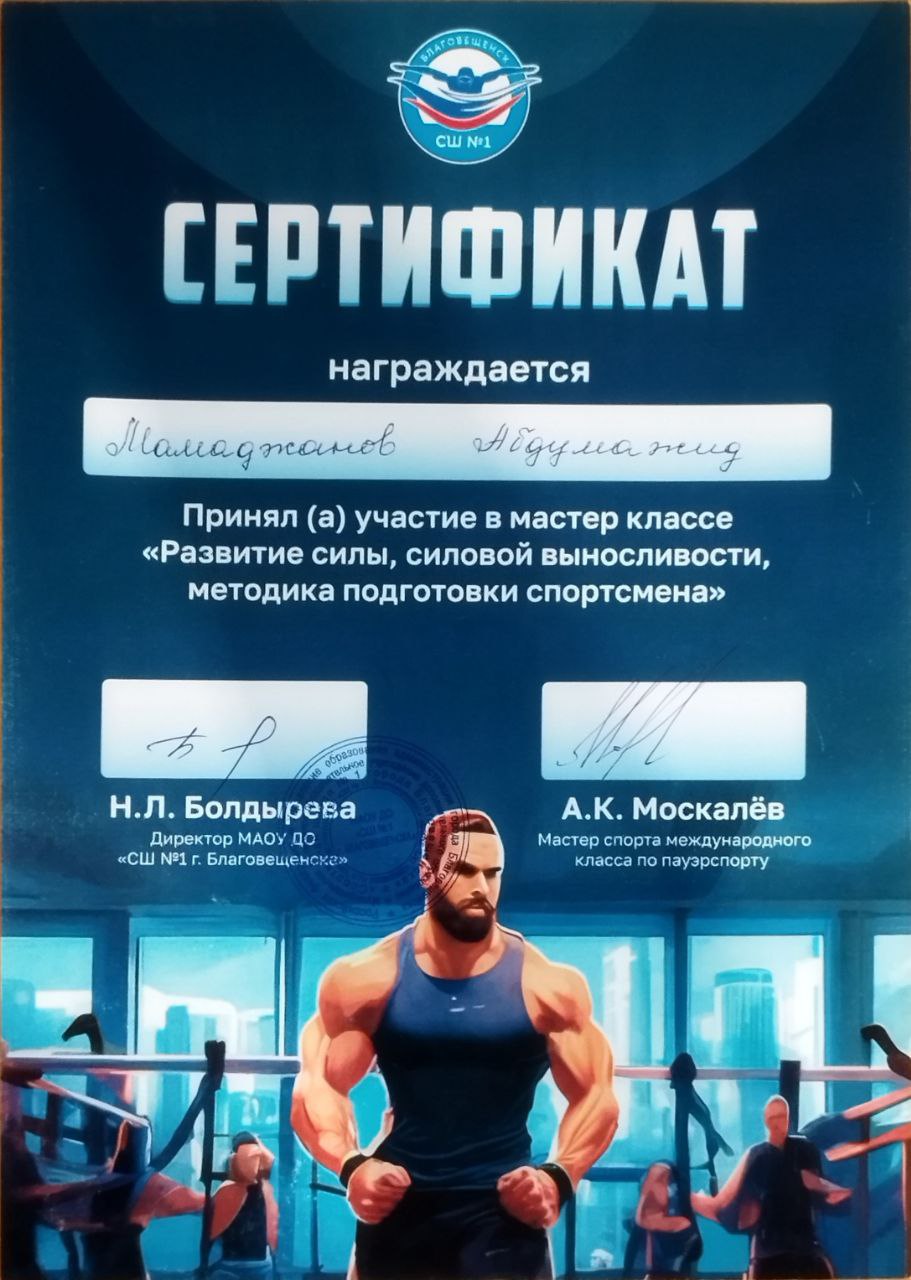 БЛАГОВЕЩЕНСК
СШ №1
СЕРТИФИКАТ
награждается
Мамаджанов Абдумажид
Принял (а) участие в мастер классе
«Развитие силы, силовой выносливости,
методика подготовки спортсмена»
Н.Л. Болдырева
Директор МАОУ ДО
«СШ №1 г. Благовещенска»
А.К. Москалёв
Мастер спорта международного
класса по пауэрспорту